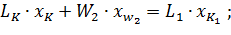 L_K · x_K + W_2 · x_{w_2} = L_1 · x_{K_1} ;